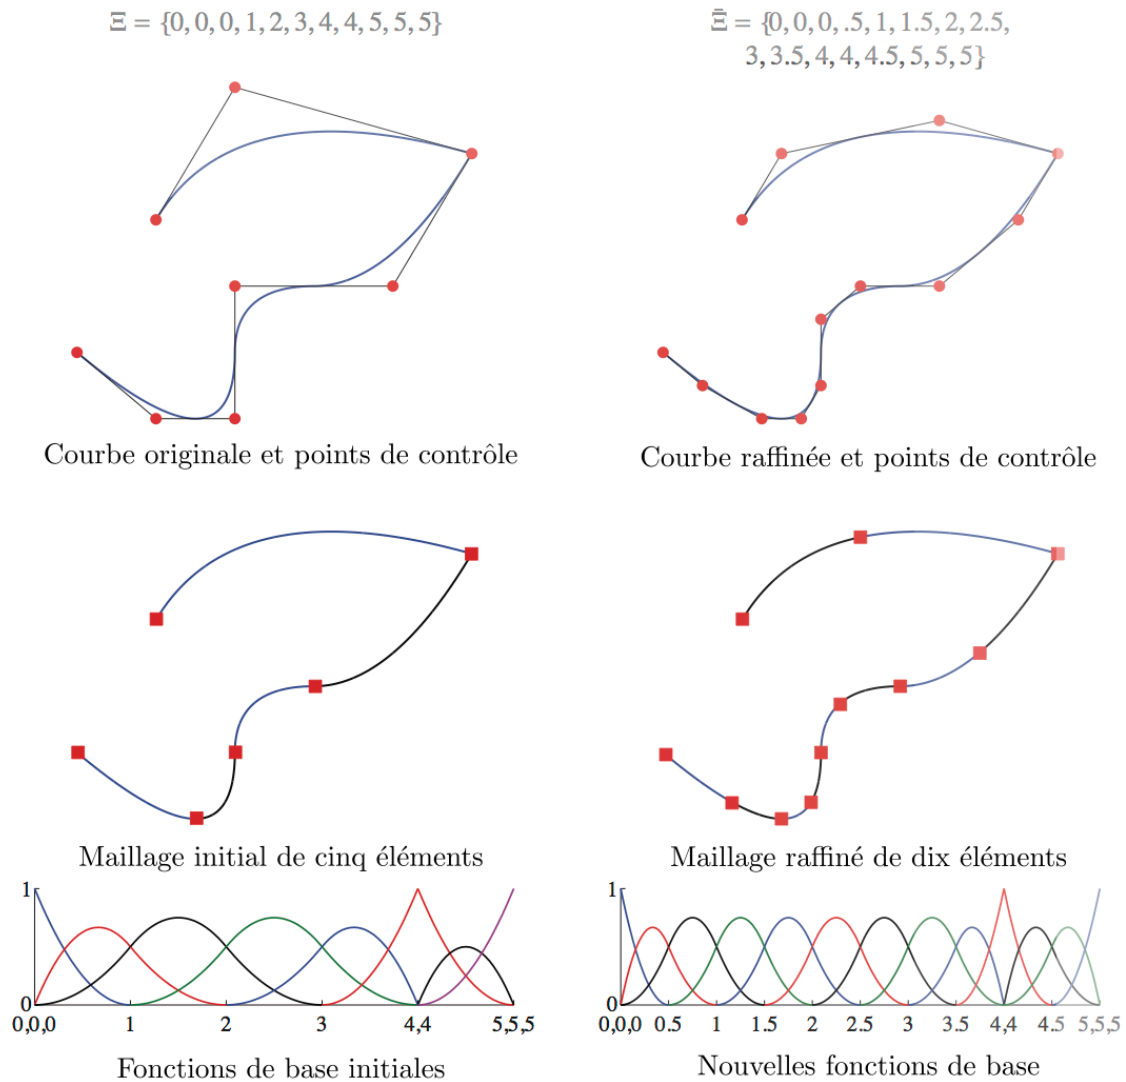 Ξ = {0, 0, 0, 1, 2, 3, 4, 4, 5, 5, 5}
Ξ̄ = {0, 0, 0, .5, 1, 1.5, 2, 2.5,
3, 3.5, 4, 4, 4.5, 5, 5, 5}
Courbe originale et points de contrôle
Courbe raffinée et points de contrôle
Maillage initial de cinq éléments
Maillage raffiné de dix éléments
1
0
0,0,0 1 2 3 4,4 5,5,5
Fonctions de base initiales
1
0
0,0,0 0.5 1 1.5 2 2.5 3 3.5 4,4 4.5 5,5,5
Nouvelles fonctions de base